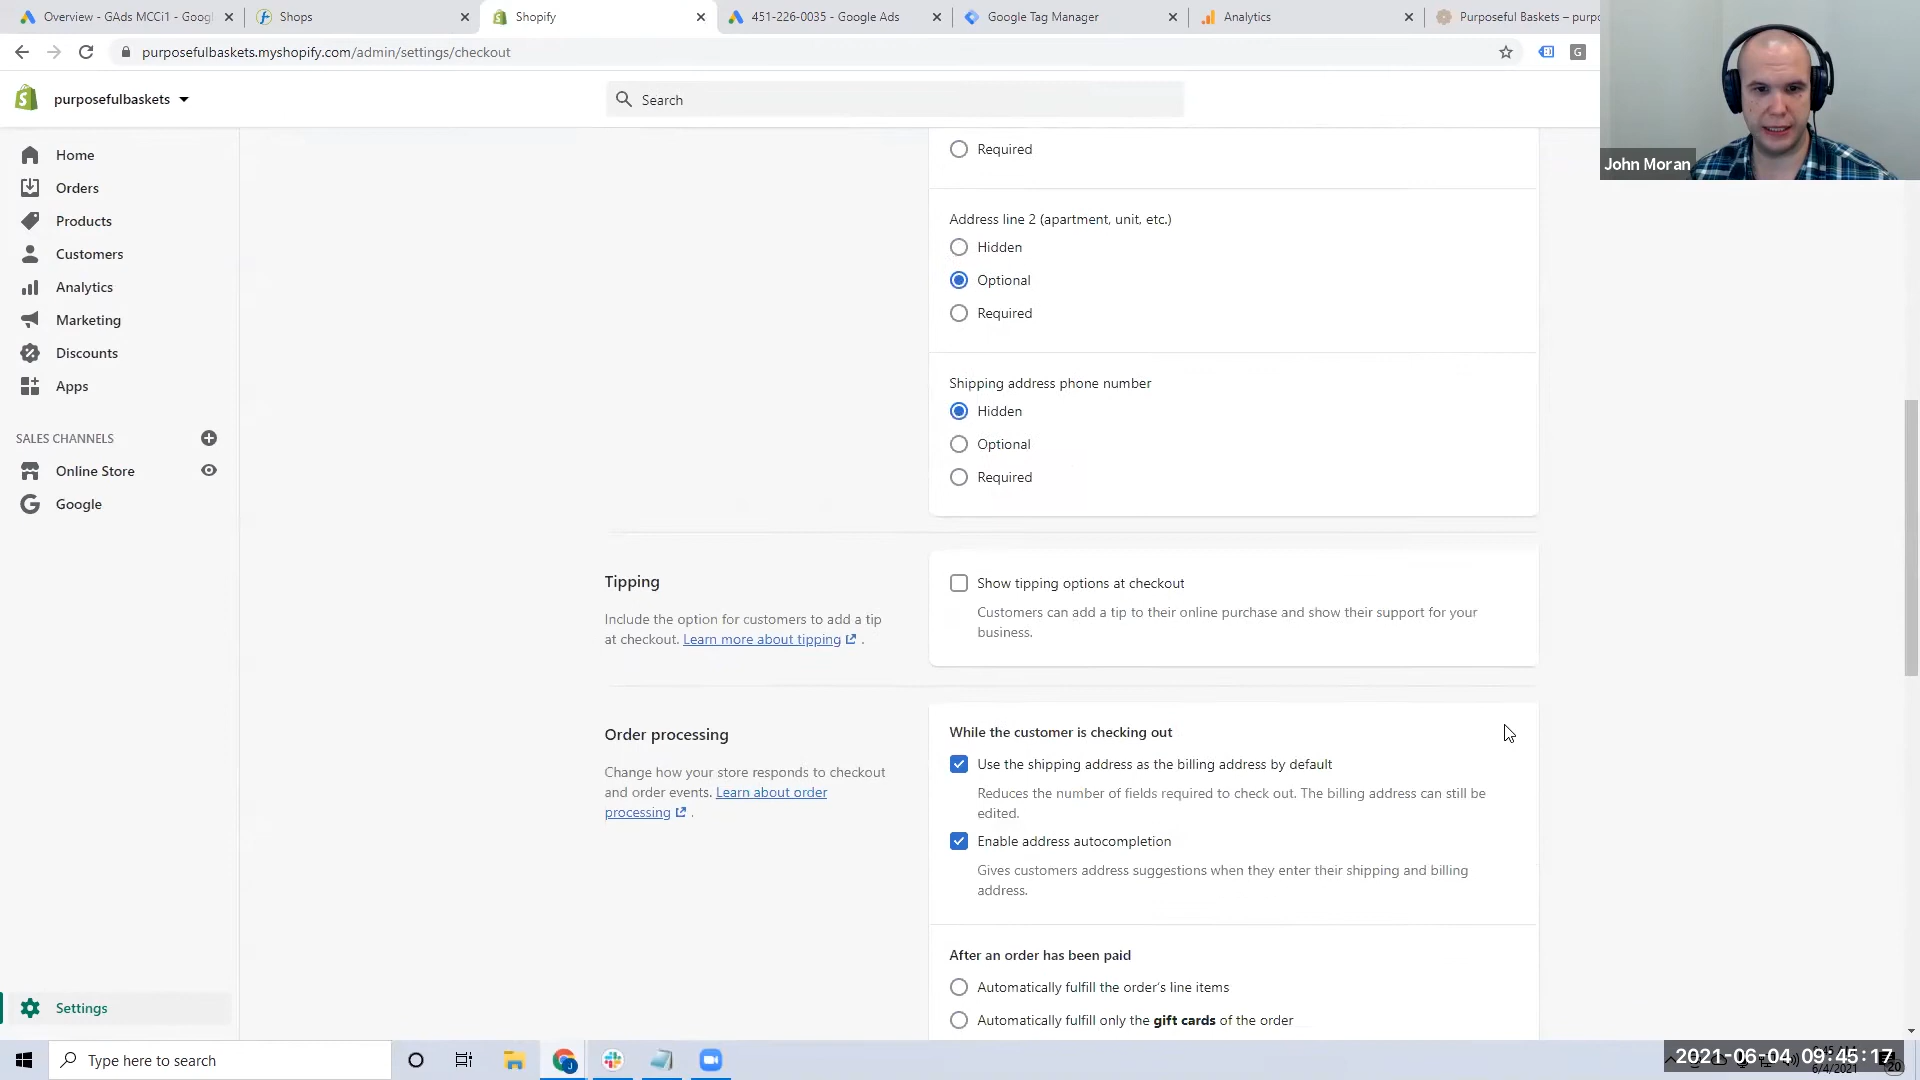 Overview - GAds MCCi1 - Googl
Shops
Shopify
451-226-0035 - Google Ads
Google Tag Manager
Analytics
Purposeful Baskets – purpo
purposefulbaskets.myshopify.com/admin/settings/checkout
G
purposefulbaskets
Search
John Moran
Home
Orders
Products
Customers
Analytics
Marketing
Discounts
Apps
SALES CHANNELS
Online Store
Google
Settings
Required
Address line 2 (apartment, unit, etc.)
Hidden
Optional
Required
Shipping address phone number
Hidden
Optional
Required
Tipping
Include the option for customers to add a tip
at checkout. Learn more about tipping .
Show tipping options at checkout
Customers can add a tip to their online purchase and show their support for your
business.
Order processing
Change how your store responds to checkout
and order events. Learn about order
processing .
While the customer is checking out
Use the shipping address as the billing address by default
Reduces the number of fields required to check out. The billing address can still be
edited.
Enable address autocompletion
Gives customers address suggestions when they enter their shipping and billing
address.
After an order has been paid
Automatically fulfill the order's line items
Automatically fulfill only the gift cards of the order
Type here to search
2021-06-04 09:45:17
6/4/2021
20